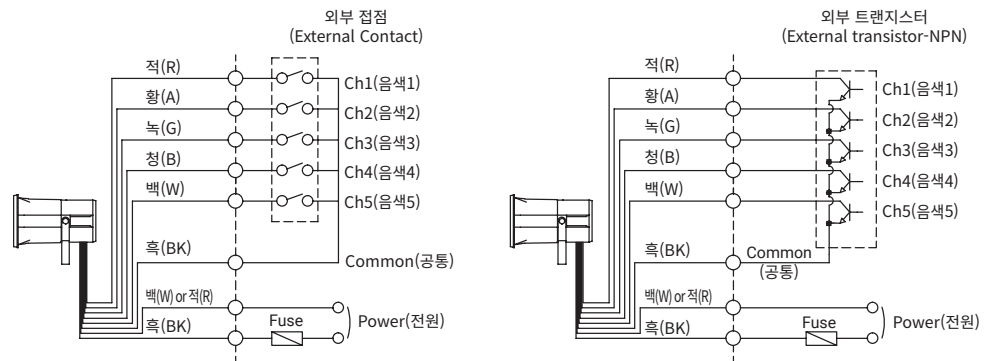 외부 접점
(External Contact)
적(R)
Ch1(음색1)
황(A)
Ch2(음색2)
녹(G)
Ch3(음색3)
청(B)
Ch4(음색4)
백(W)
Ch5(음색5)
흑(BK)
Common(공통)
백(W) or 적(R)
흑(BK)
Fuse
Power(전원)
외부 트랜지스터
(External transistor-NPN)
적(R)
Ch1(음색1)
황(A)
Ch2(음색2)
녹(G)
Ch3(음색3)
청(B)
Ch4(음색4)
백(W)
Ch5(음색5)
흑(BK)
Common
(공통)
백(W) or 적(R)
흑(BK)
Fuse
Power(전원)